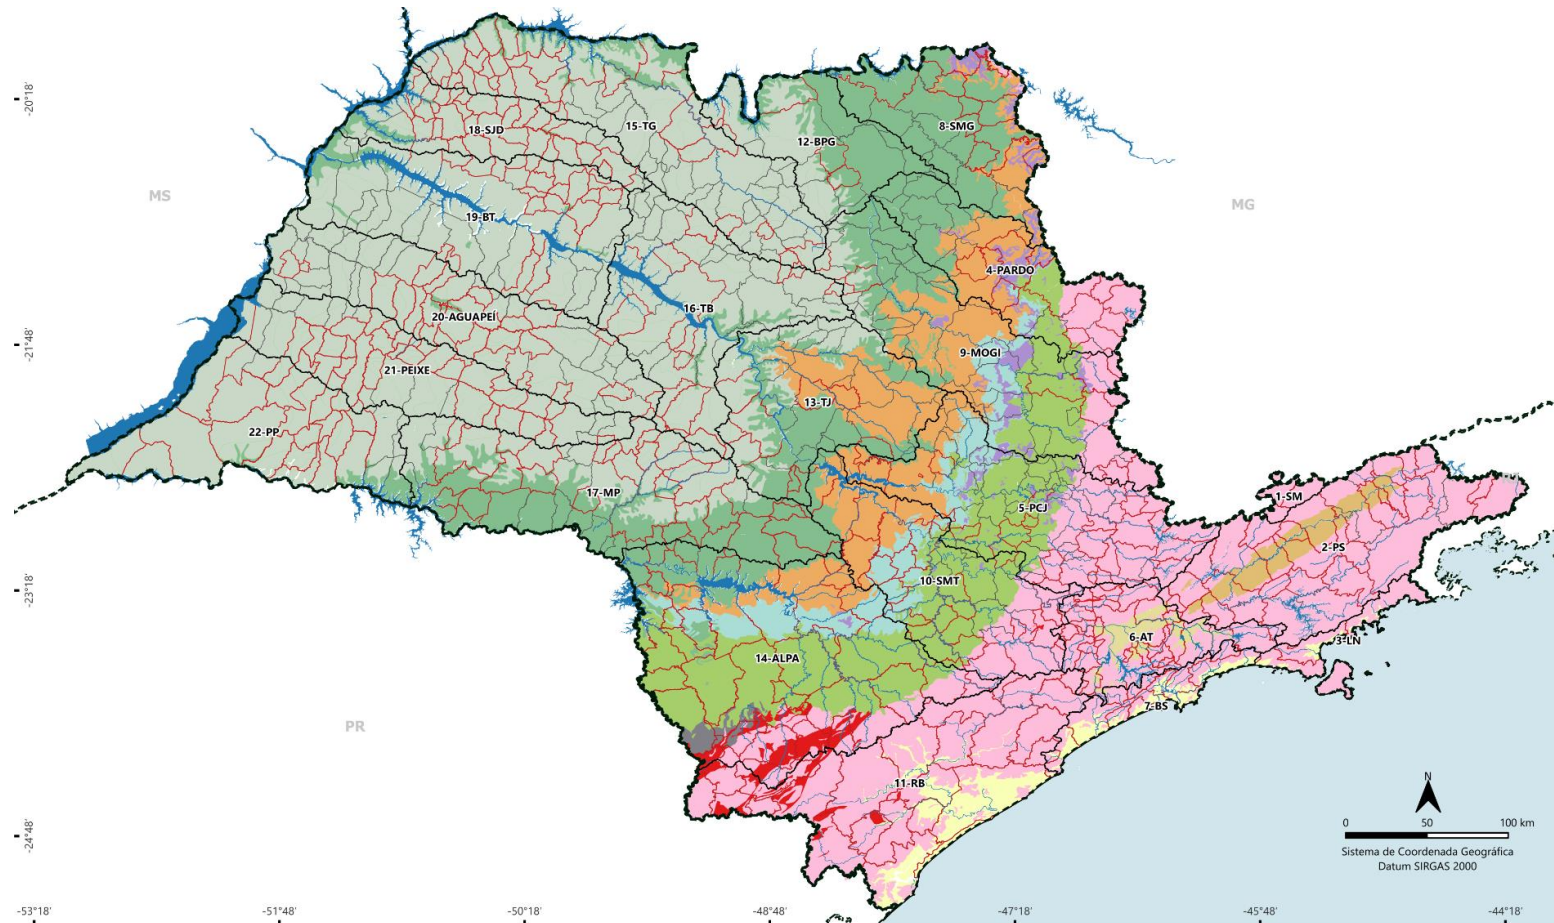 -20°18'
18-SJD
15-TG
12-BPG
8-SMG
MS
MG
19-BT
4-PARDO
16-TB
20-AGUAPEÍ
-21°48'
9-MOGI
21-PEIXE
13-TJ
22-PP
17-MP
1-SM
5-PCJ
2-PS
10-SMT
-23°18'
6-AT
3-LN
14-ALPA
7-BS
PR
11-RB
N
-24°48'
0 50 100 km
Sistema de Coordenada Geográfica
Datum SIRGAS 2000
-53°18' -51°48' -50°18' -48°48' -47°18' -45°48' -44°18'